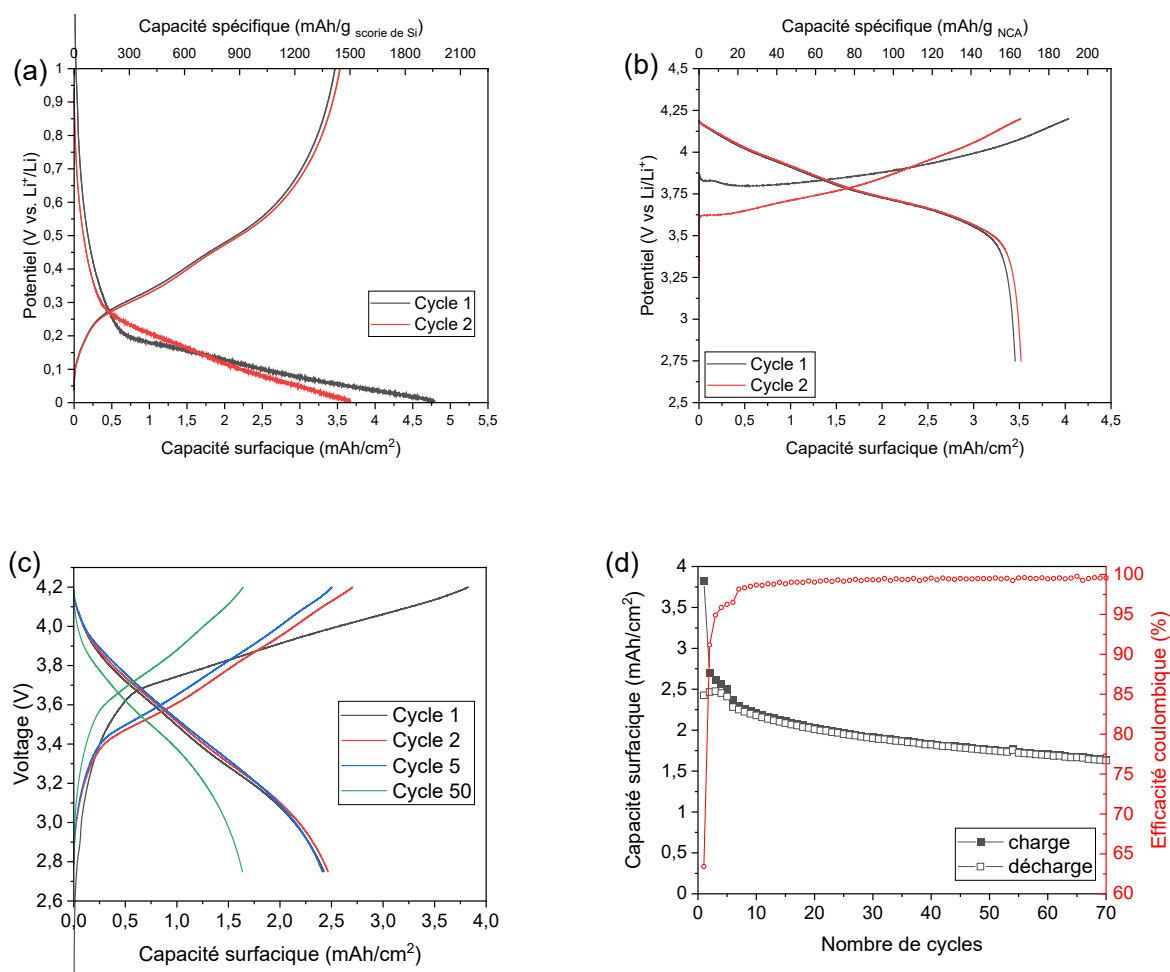 Capacité spécifique (mAh/g scorie de Si)
0 150 300 450 600 750 900 1050 1200 1350 1500 1650 1800 1950 2100
(a)
1
0,9
0,8
0,7
0,6
0,5
0,4
0,3
0,2
0,1
0
Potentiel (V vs. Li+/Li)
Cycle 1
Cycle 2
0 0,5 1 1,5 2 2,5 3 3,5 4 4,5 5 5,5
Capacité surfacique (mAh/cm2)
Capacité spécifique (mAh/g NCA)
0 20 40 60 80 100 120 140 160 180 200
(b)
4,5
4,25
4
3,75
3,5
3,25
3
2,75
2,5
Potentiel (V vs Li/Li+)
Cycle 1
Cycle 2
0 0,5 1 1,5 2 2,5 3 3,5 4 4,5
Capacité surfacique (mAh/cm2)
(c)
4,2
4,0
3,8
3,6
3,4
3,2
3,0
2,8
2,6
Voltage (V)
Cycle 1
Cycle 2
Cycle 5
Cycle 50
0 0,5 1,0 1,5 2,0 2,5 3,0 3,5 4,0
Capacité surfacique (mAh/cm2)
(d)
4
3,5
3
2,5
2
1,5
1
0,5
0
Capacité surfacique (mAh/cm2)
charge
décharge
100
95
90
85
80
75
70
65
60
Efficacité coulombique (%)
0 10 20 30 40 50 60 70
Nombre de cycles